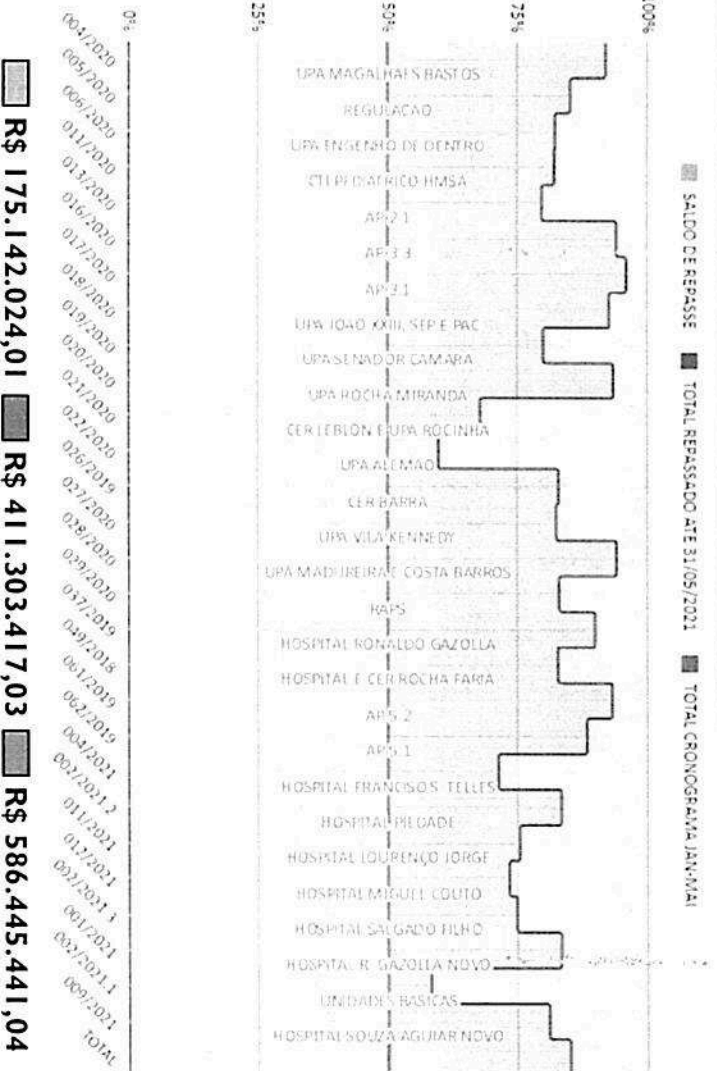 SALDO DE REPASSE TOTAL REPASSADO ATE 31/05/2021 TOTAL CRONOGRAMA JAN-MAI
100%
75%
50%
25%
0%
UPA MAGALHAES BASTOS
REGULACAO
UPA ENGENHO DE DENTRO
CTI PEDIATRICO HMSA
AP 2.1
AP 3.3
AP 3.1
UPA JOAO XXIII, SEP E PAC
UPA SENADOR CAMARA
UPA ROCHA MIRANDA
CER LEBLON E UPA ROCINHA
UPA ALEMAO
CER BARRA
UPA VILA KENNEDY
UPA MADUREIRA E COSTA BARROS
RAPS
HOSPITAL RONALDO GAZOLLA
HOSPITAL E CER ROCHA FARIA
AP 5.2
AP 5.1
HOSPITAL FRANCISO S. TELLES
HOSPITAL PIEDADE
HOSPITAL LOURENÇO JORGE
HOSPITAL MIGUEL COUTO
HOSPITAL SALGADO FILHO
HOSPITAL R. GAZOLLA NOVO
UNIDADES BASICAS
HOSPITAL SOUZA AGUIAR NOVO
004/2020
005/2020
006/2020
011/2020
013/2020
016/2020
017/2020
018/2020
019/2020
020/2020
021/2020
022/2020
026/2019
027/2020
028/2020
029/2020
037/2019
049/2018
061/2019
062/2019
004/2021
002/2021.2
011/2021
012/2021
002/2021.3
001/2021
002/2021.1
009/2021
TOTAL
R$ 175.142.024,01 R$ 411.303.417,03 R$ 586.445.441,04